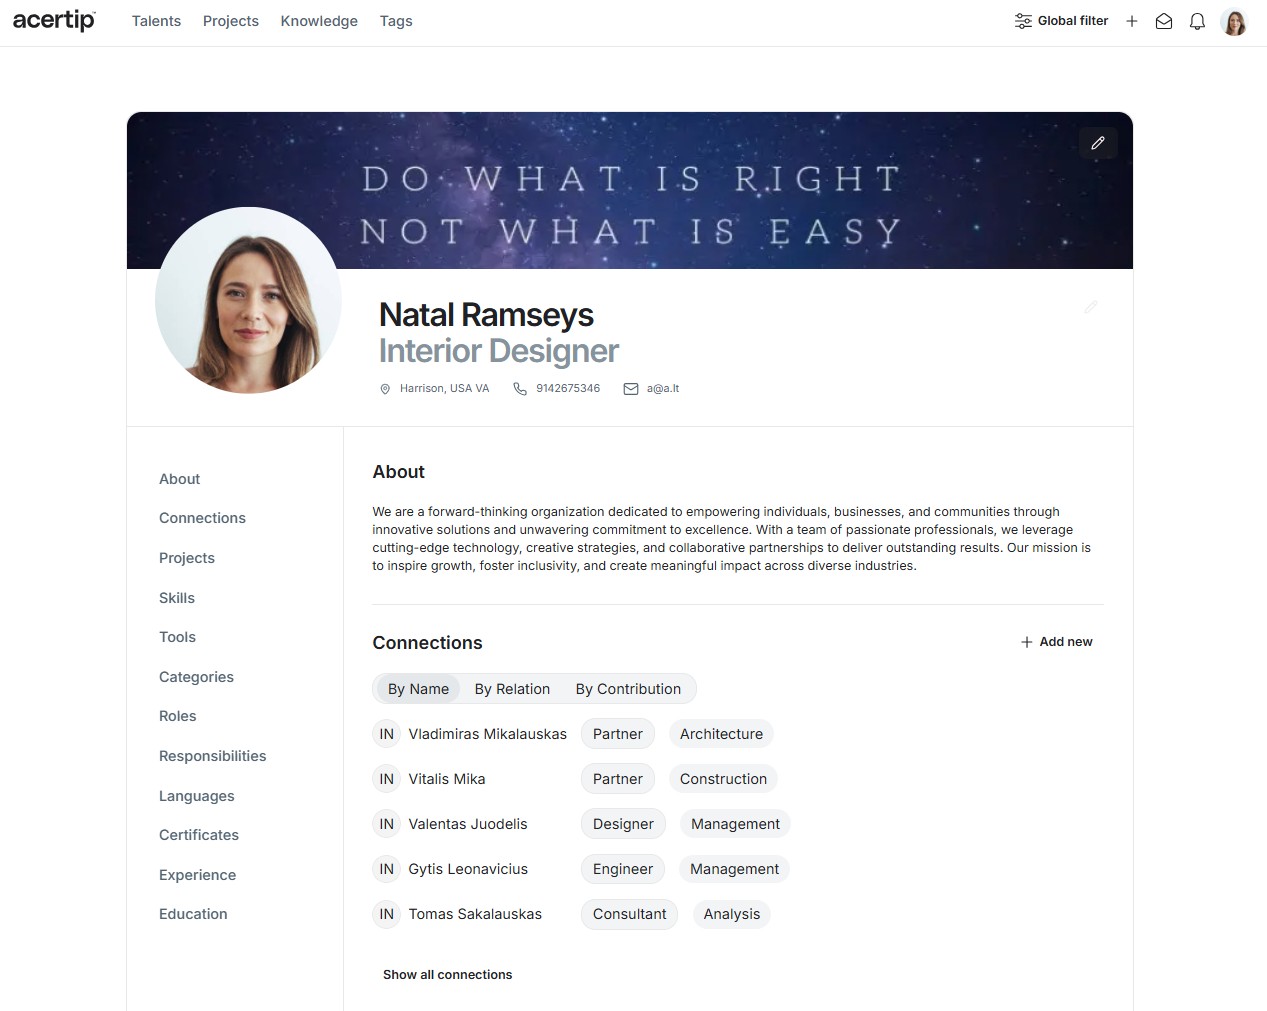 acertip™ Talents Projects Knowledge Tags Global filter
DO WHAT IS RIGHT
NOT WHAT IS EASY
Natal Ramseys
Interior Designer
Harrison, USA VA 9142675346 a@a.lt
About
Connections
Projects
Skills
Tools
Categories
Roles
Responsibilities
Languages
Certificates
Experience
Education
About
We are a forward-thinking organization dedicated to empowering individuals, businesses, and communities through
innovative solutions and unwavering commitment to excellence. With a team of passionate professionals, we leverage
cutting-edge technology, creative strategies, and collaborative partnerships to deliver outstanding results. Our mission is
to inspire growth, foster inclusivity, and create meaningful impact across diverse industries.
Connections Add new
By Name By Relation By Contribution
IN Vladimiras Mikalauskas Partner Architecture
IN Vitalis Mika Partner Construction
IN Valentas Juodelis Designer Management
IN Gytis Leonavicius Engineer Management
IN Tomas Sakalauskas Consultant Analysis
Show all connections